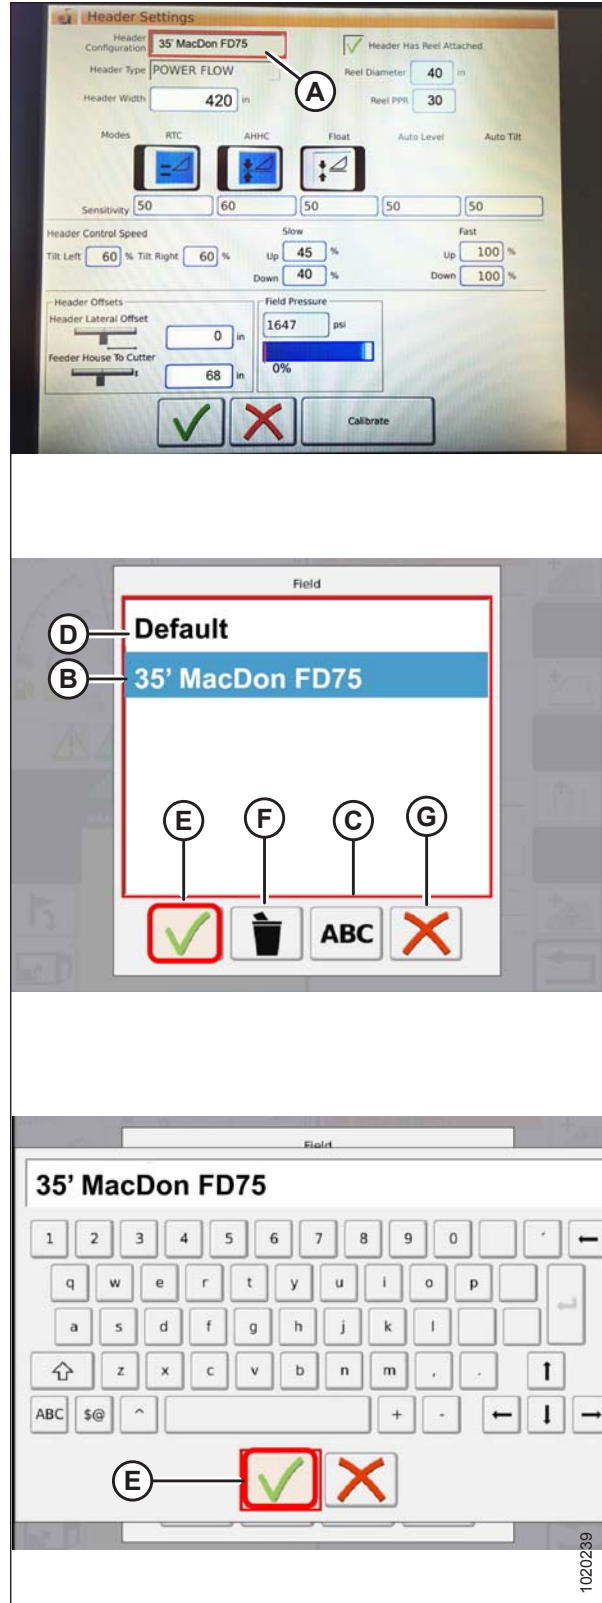 Header Settings
Header Configuration 35' MacDon FD75
Header Has Reel Attached
A
Header Type POWER FLOW
Reel Diameter 40 in
Header Width 420 in
Reel PPR 30
Modes RTC AHHC Float Auto Level Auto Tilt
Sensitivity 50 60 50 50 50
Header Control Speed Slow Fast
Tilt Left 60 % Tilt Right 60 % Up 45 % Up 100 %
Down 40 % Down 100 %
Header Offsets
Field Pressure
Header Lateral Offset
0 in
1647 psi
Feeder House To Cutter
68 in
0%
Calibrate
Field
D
Default
B
35' MacDon FD75
E F C G
ABC
Field
35' MacDon FD75
1 2 3 4 5 6 7 8 9 0 ´
q w e r t y u i o p
a s d f g h j k l
z x c v b n m , .
ABC $@ ^ + -
E
1020239